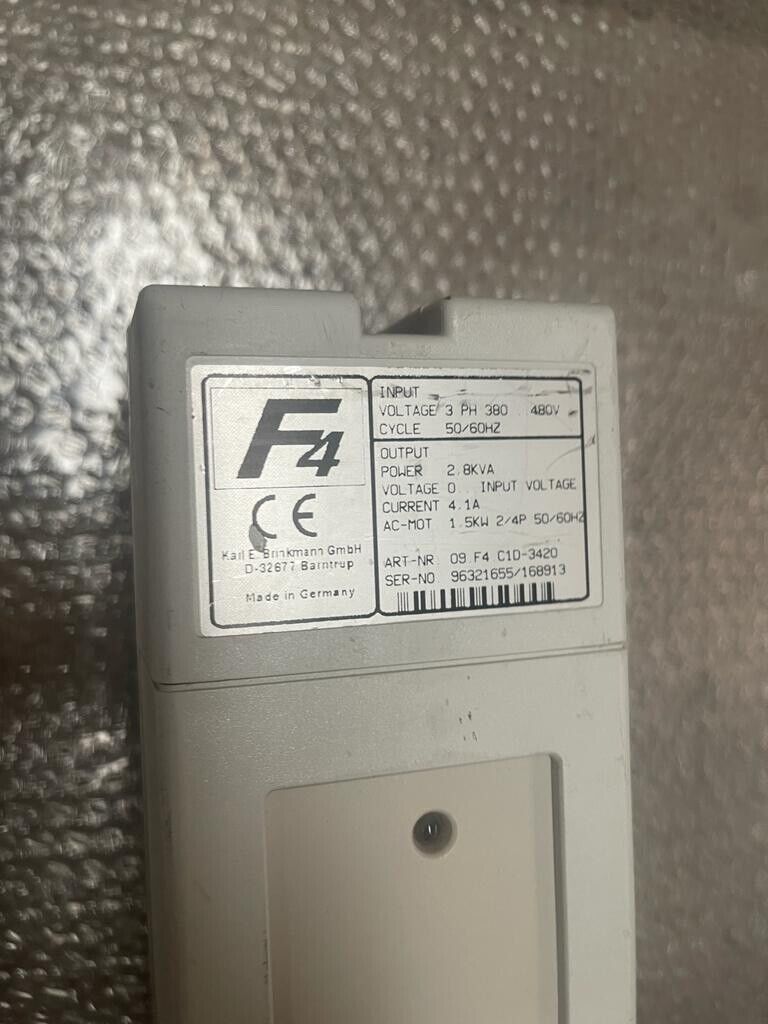 F4
CE
Karl E. Brinkmann GmbH
D-32677 Barntrup
Made in Germany
INPUT
VOLTAGE 3 PH 380 . 480V
CYCLE 50/60HZ
OUTPUT
POWER 2.8KVA
VOLTAGE 0 . INPUT VOLTAGE
CURRENT 4.1A
AC-MOT 1.5KW 2/4P 50/60HZ
ART-NR 09.F4 C1D-3420
SER-NO 96321655/168913